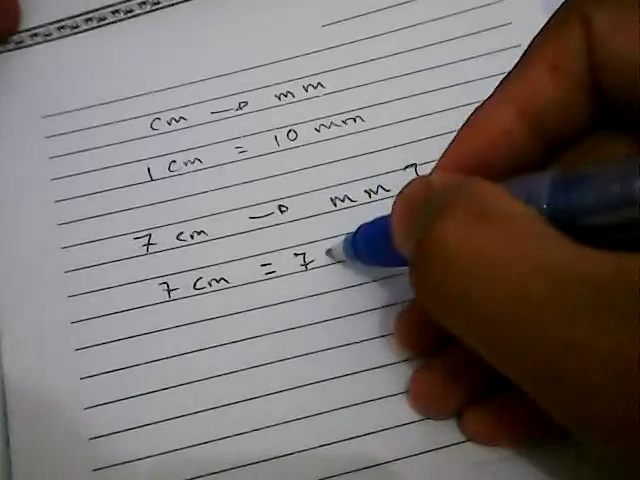 cm → mm
1 cm = 10 mm
7 cm → mm ?
7 cm = 7